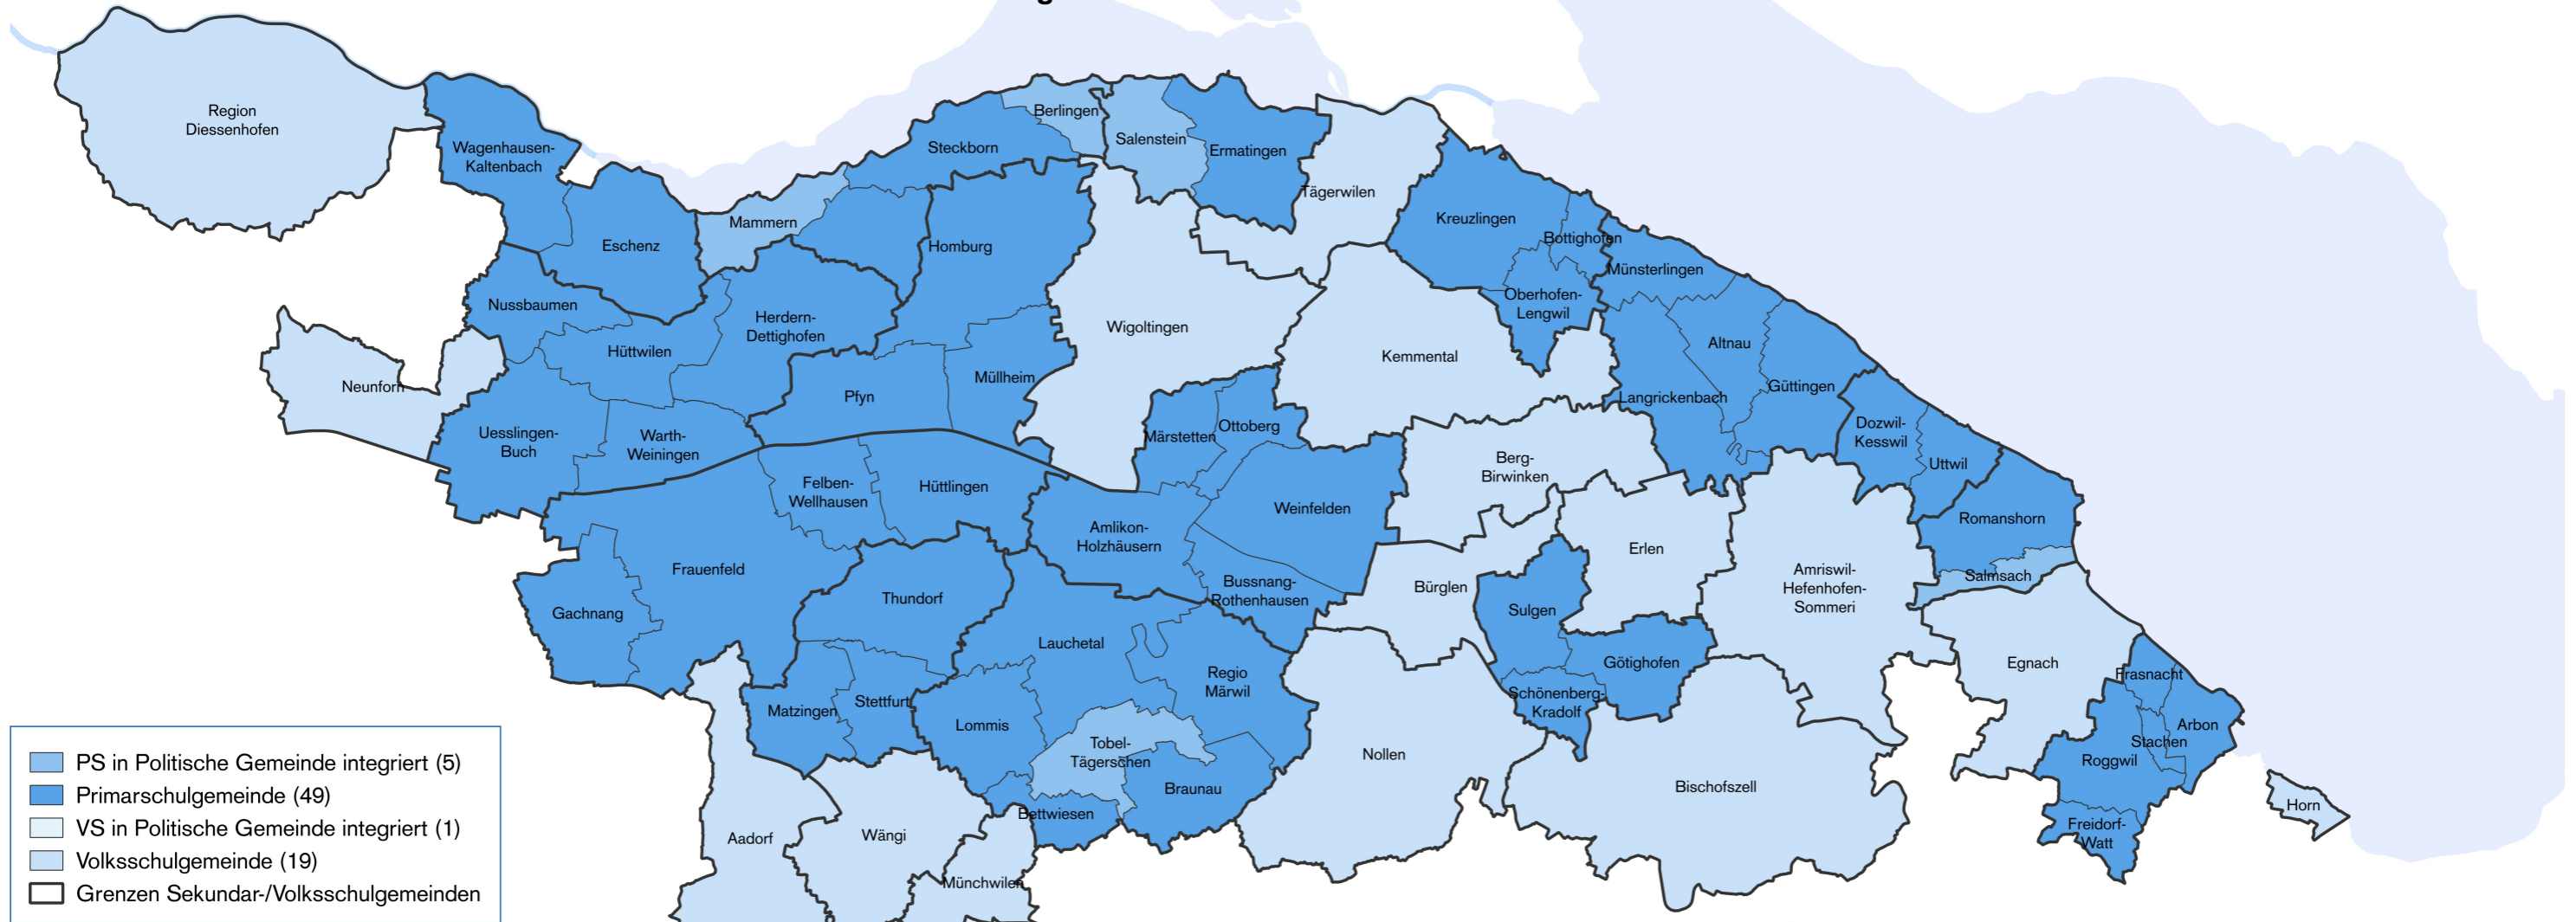 Region
Diessenhofen
Wagenhausen-
Kaltenbach
Eschenz
Mammern
Steckborn
Berlingen
Salenstein
Ermatingen
Tägerwilen
Kreuzlingen
Bottighofen
Münsterlingen
Oberhofen-
Lengwil
Homburg
Nussbaumen
Herdern-
Dettighofen
Hüttwilen
Neunforn
Wigoltingen
Kemmental
Altnau
Güttingen
Langrickenbach
Müllheim
Pfyn
Uesslingen-
Buch
Warth-
Weiningen
Märstetten
Ottoberg
Dozwil-
Kesswil
Uttwil
Berg-
Birwinken
Felben-
Wellhausen
Hüttlingen
Weinfelden
Amlikon-
Holzhäusern
Romanshorn
Erlen
Frauenfeld
Amriswil-
Hefenhofen-
Sommeri
Salmsach
Bürglen
Bussnang-
Rothenhausen
Thundorf
Gachnang
Sulgen
Lauchetal
Götighofen
Egnach
Regio
Märwil
Frasnacht
Schönenberg-
Kradolf
Matzingen
Stettfurt
Lommis
Arbon
Stachen
Roggwil
Tobel-
Tägerschen
Nollen
Braunau
Bischofszell
Horn
Bettwiesen
Freidorf-
Watt
Aadorf
Wängi
Münchwilen
PS in Politische Gemeinde integriert (5)
Primarschulgemeinde (49)
VS in Politische Gemeinde integriert (1)
Volksschulgemeinde (19)
Grenzen Sekundar-/Volksschulgemeinden